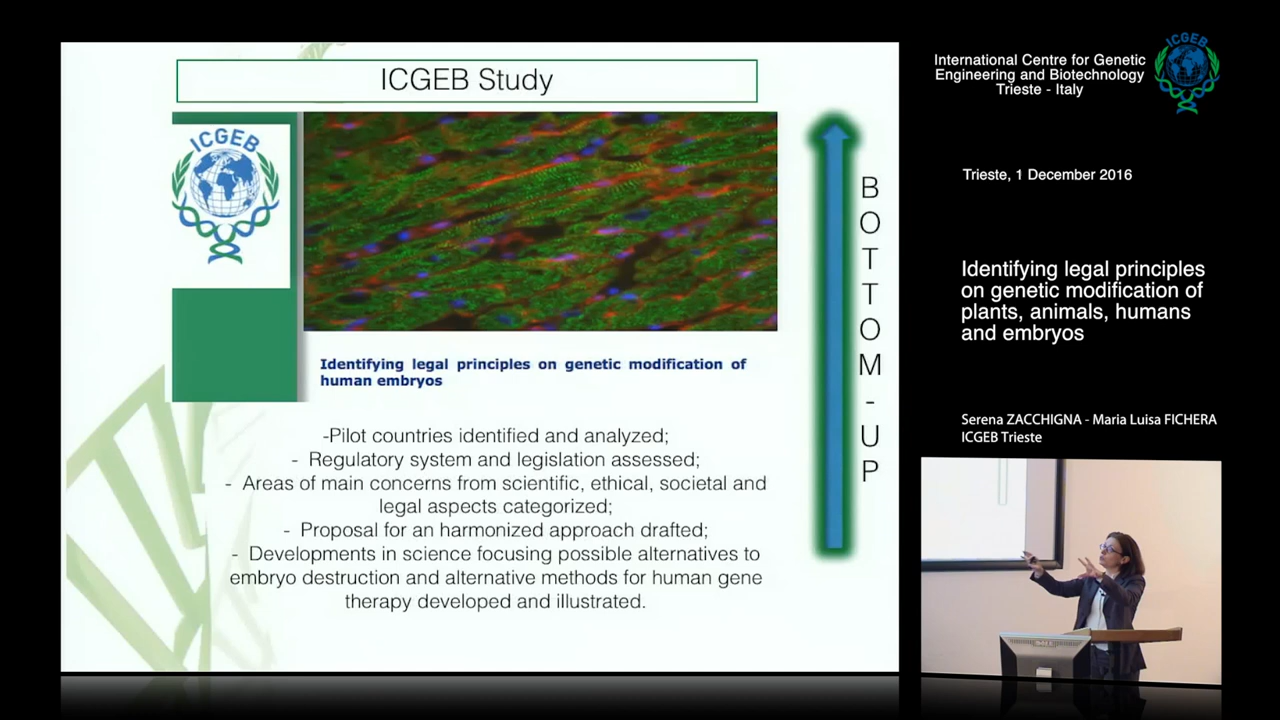 ICGEB Study
ICGEB
Identifying legal principles on genetic modification of
human embryos
-Pilot countries identified and analyzed;
- Regulatory system and legislation assessed;
- Areas of main concerns from scientific, ethical, societal and
legal aspects categorized;
- Proposal for an harmonized approach drafted;
- Developments in science focusing possible alternatives to
embryo destruction and alternative methods for human gene
therapy developed and illustrated.
BOTTOM-UP
International Centre for Genetic
Engineering and Biotechnology
Trieste - Italy
ICGEB
Trieste, 1 December 2016
Identifying legal principles
on genetic modification of
plants, animals, humans
and embryos
Serena ZACCHIGNA - Maria Luisa FICHERA
ICGEB Trieste